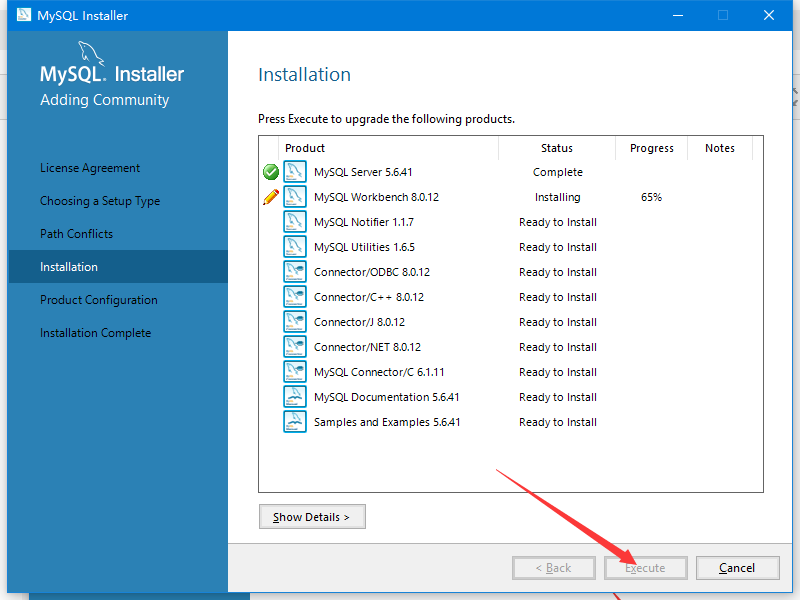 MySQL Installer
MySQL. Installer
Adding Community
License Agreement
Choosing a Setup Type
Path Conflicts
Installation
Product Configuration
Installation Complete
Installation
Press Execute to upgrade the following products.
Product Status Progress Notes
MySQL Server 5.6.41 Complete
MySQL Workbench 8.0.12 Installing 65%
MySQL Notifier 1.1.7 Ready to Install
MySQL Utilities 1.6.5 Ready to Install
Connector/ODBC 8.0.12 Ready to Install
Connector/C++ 8.0.12 Ready to Install
Connector/J 8.0.12 Ready to Install
Connector/NET 8.0.12 Ready to Install
MySQL Connector/C 6.1.11 Ready to Install
MySQL Documentation 5.6.41 Ready to Install
Samples and Examples 5.6.41 Ready to Install
Show Details >
< Back Execute Cancel